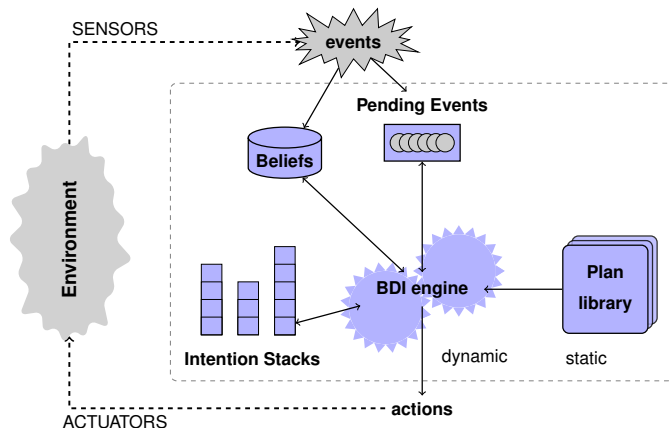 SENSORS
events
Pending Events
Beliefs
Environment
BDI engine
Plan
library
Intention Stacks
dynamic
static
actions
ACTUATORS